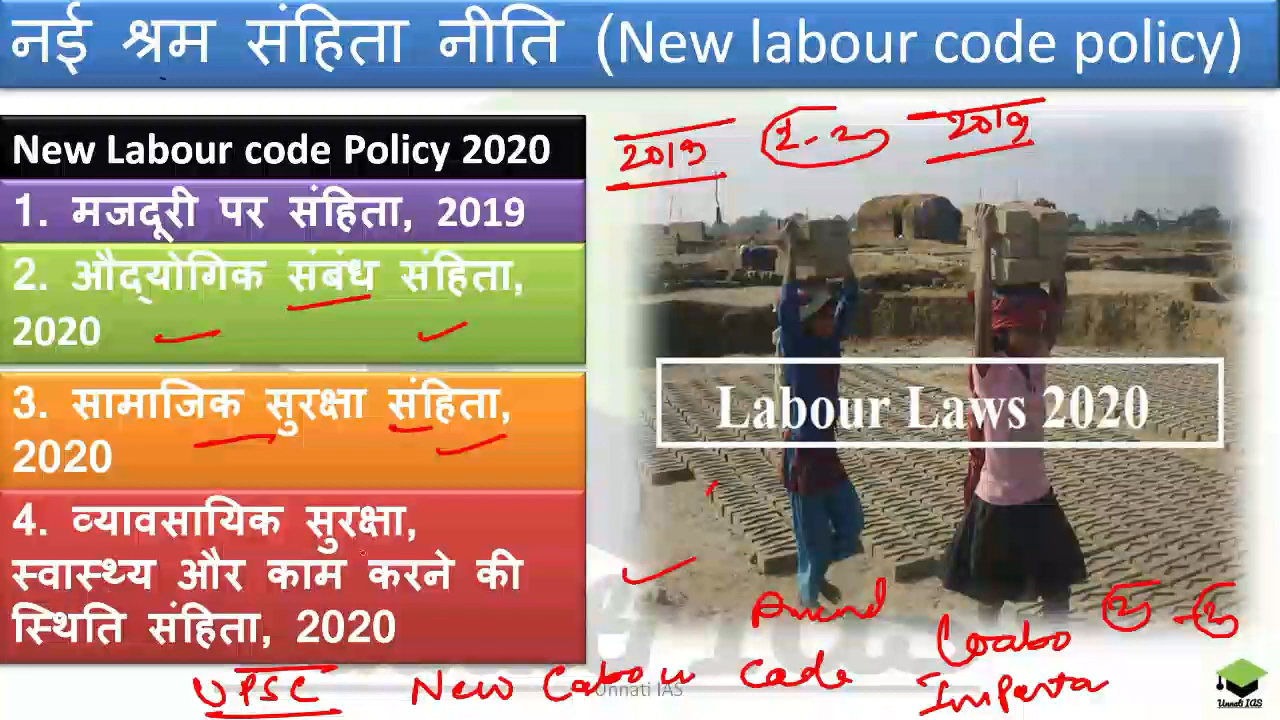 नई श्रम संहिता नीति (New labour code policy)
New Labour code Policy 2020
1. मजदूरी पर संहिता, 2019
2. औद्योगिक संबंध संहिता,
2020
3. सामाजिक सुरक्षा संहिता,
2020
4. व्यावसायिक सुरक्षा,
स्वास्थ्य और काम करने की
स्थिति संहिता, 2020
2019
2019
Labour Laws 2020
UPSC New Labour Code
Unnati IAS
Unnati IAS